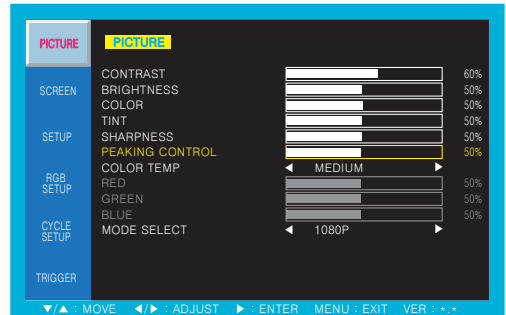 PICTURE
SCREEN
SETUP
RGB
SETUP
CYCLE
SETUP
TRIGGER
PICTURE
CONTRAST 60%
BRIGHTNESS 50%
COLOR 50%
TINT 50%
SHARPNESS 50%
PEAKING CONTROL 50%
COLOR TEMP ◀ MEDIUM ▶
RED 50%
GREEN 50%
BLUE 50%
MODE SELECT ◀ 1080P ▶
▼/▲ : MOVE ◀/▶ : ADJUST ▶ : ENTER MENU : EXIT VER : *.*